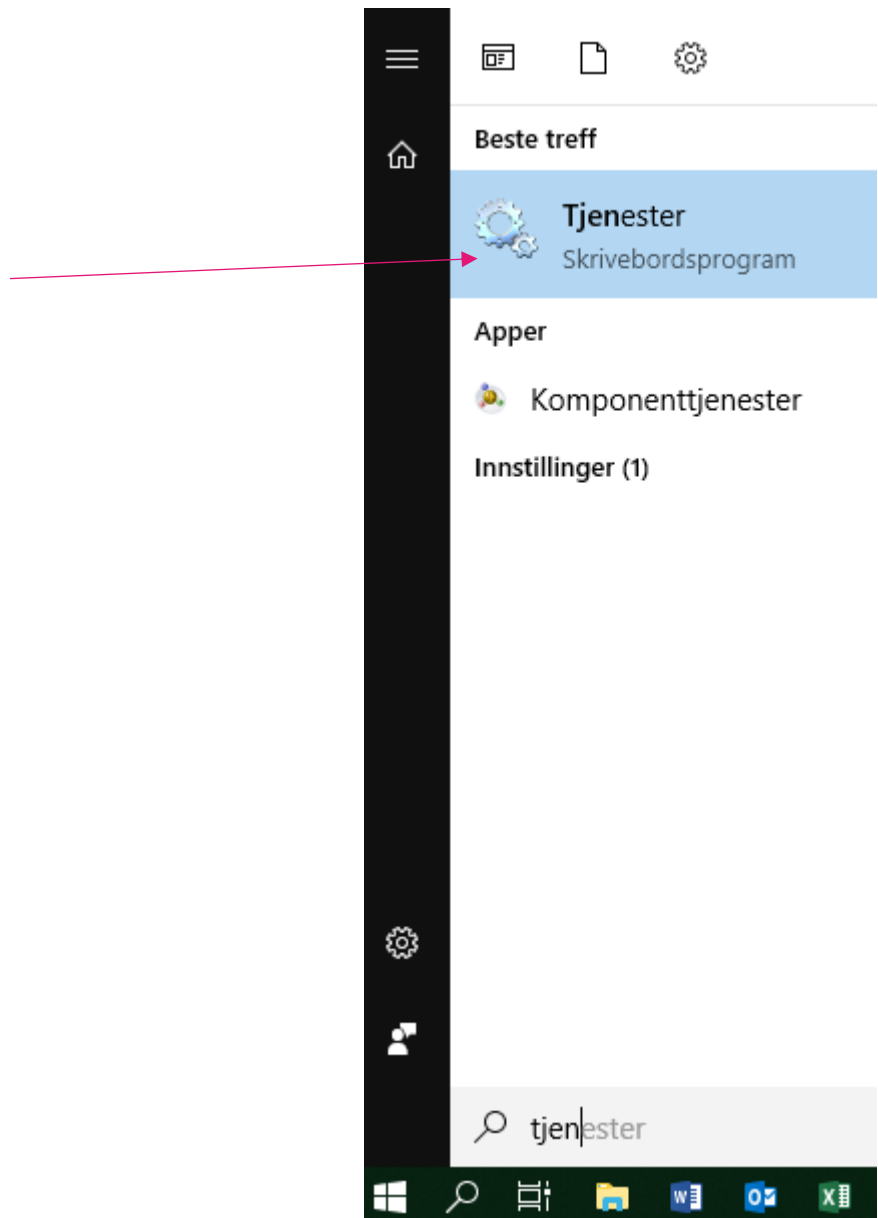 Beste treff
Tjenester
Skrivebordsprogram
Apper
Komponenttjenester
Innstillinger (1)
tjenester